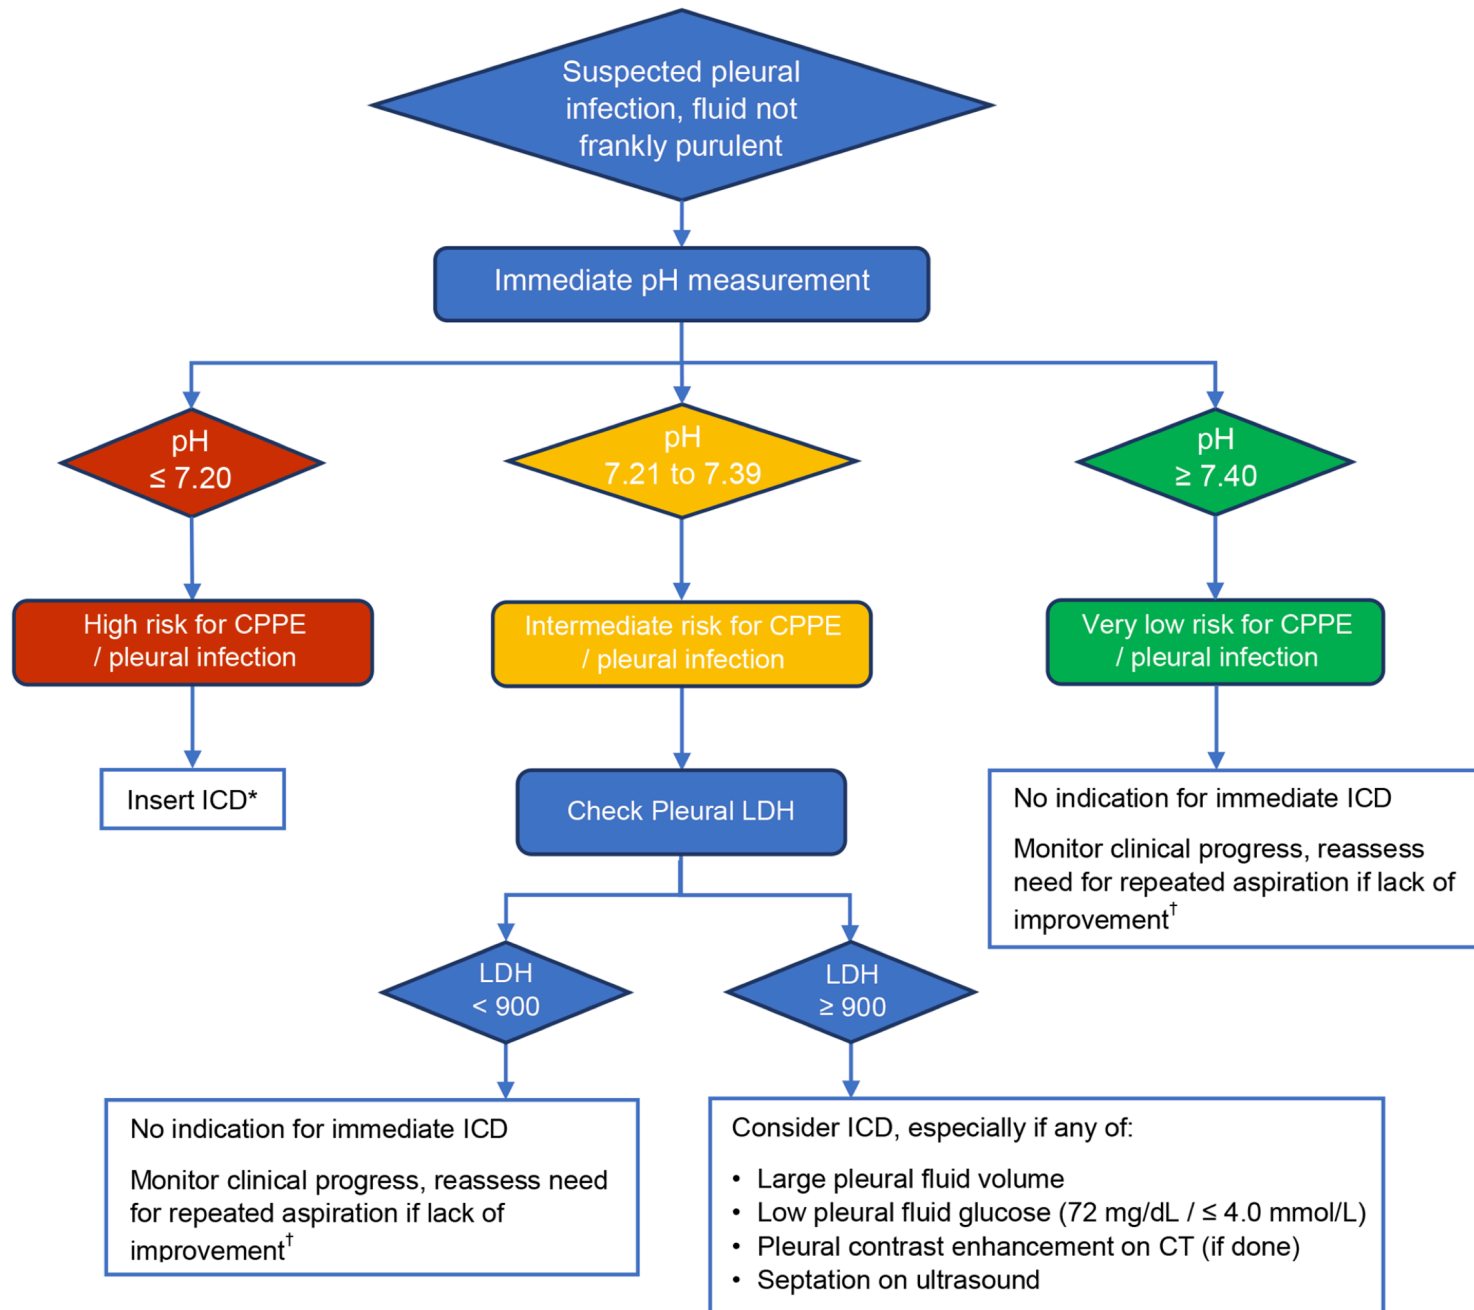 Suspected pleural
infection, fluid not
frankly purulent
Immediate pH measurement
pH
≤ 7.20
pH
7.21 to 7.39
pH
≥ 7.40
High risk for CPPE
/ pleural infection
Intermediate risk for CPPE
/ pleural infection
Very low risk for CPPE
/ pleural infection
Insert ICD*
Check Pleural LDH
No indication for immediate ICD
Monitor clinical progress, reassess
need for repeated aspiration if lack of
improvement†
LDH
< 900
LDH
≥ 900
No indication for immediate ICD
Monitor clinical progress, reassess need
for repeated aspiration if lack of
improvement†
Consider ICD, especially if any of:
• Large pleural fluid volume
• Low pleural fluid glucose (72 mg/dL / ≤ 4.0 mmol/L)
• Pleural contrast enhancement on CT (if done)
• Septation on ultrasound